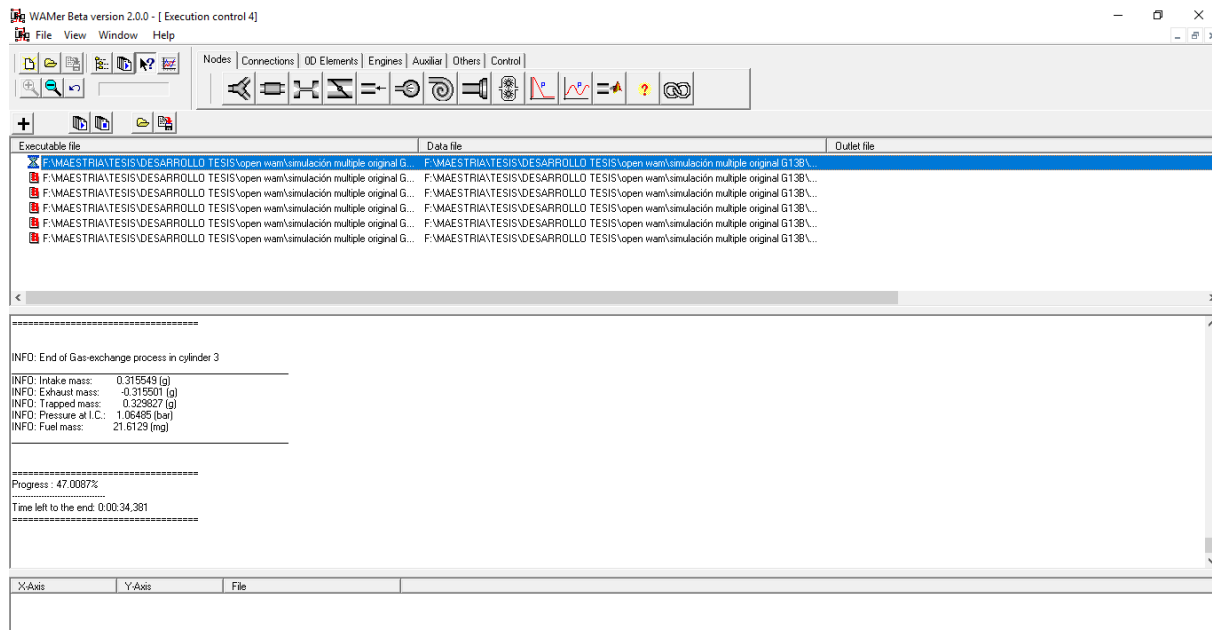 WAMer Beta version 2.0.0 - [ Execution control 4]
File View Window Help
Nodes Connections 0D Elements Engines Auxiliar Others Control
Executable file Data file Outlet file
F:\MAESTRIA\TESIS\DESARROLLO TESIS\open wam\simulación multiple original G... F:\MAESTRIA\TESIS\DESARROLLO TESIS\open wam\simulación multiple original G13B\...
F:\MAESTRIA\TESIS\DESARROLLO TESIS\open wam\simulación multiple original G... F:\MAESTRIA\TESIS\DESARROLLO TESIS\open wam\simulación multiple original G13B\...
F:\MAESTRIA\TESIS\DESARROLLO TESIS\open wam\simulación multiple original G... F:\MAESTRIA\TESIS\DESARROLLO TESIS\open wam\simulación multiple original G13B\...
F:\MAESTRIA\TESIS\DESARROLLO TESIS\open wam\simulación multiple original G... F:\MAESTRIA\TESIS\DESARROLLO TESIS\open wam\simulación multiple original G13B\...
F:\MAESTRIA\TESIS\DESARROLLO TESIS\open wam\simulación multiple original G... F:\MAESTRIA\TESIS\DESARROLLO TESIS\open wam\simulación multiple original G13B\...
F:\MAESTRIA\TESIS\DESARROLLO TESIS\open wam\simulación multiple original G... F:\MAESTRIA\TESIS\DESARROLLO TESIS\open wam\simulación multiple original G13B\...
INFO: End of Gas-exchange process in cylinder 3
INFO: Intake mass: 0.315549 (g)
INFO: Exhaust mass: -0.315501 (g)
INFO: Trapped mass: 0.329827 (g)
INFO: Pressure at I.C.: 1.06485 (bar)
INFO: Fuel mass: 21.6129 (mg)
Progress : 47.0087%
Time left to the end: 0:00:34,381
X-Axis Y-Axis File